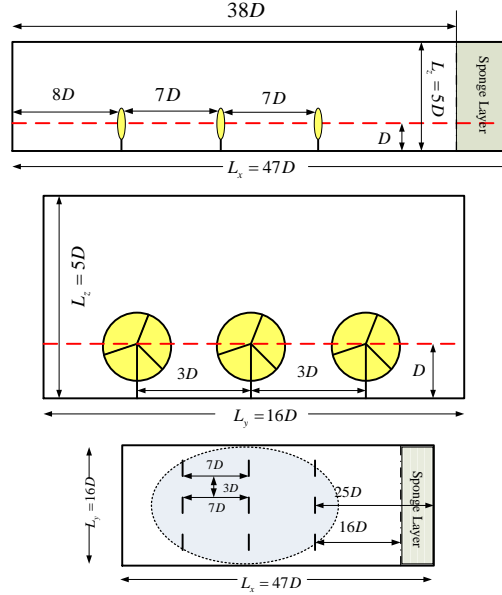 38D
8D
7D
7D
L_z = 5D
D
Sponge Layer
L_x = 47D
L_z = 5D
3D
3D
D
L_y = 16D
7D
3D
7D
25D
16D
L_y = 16D
Sponge Layer
L_x = 47D